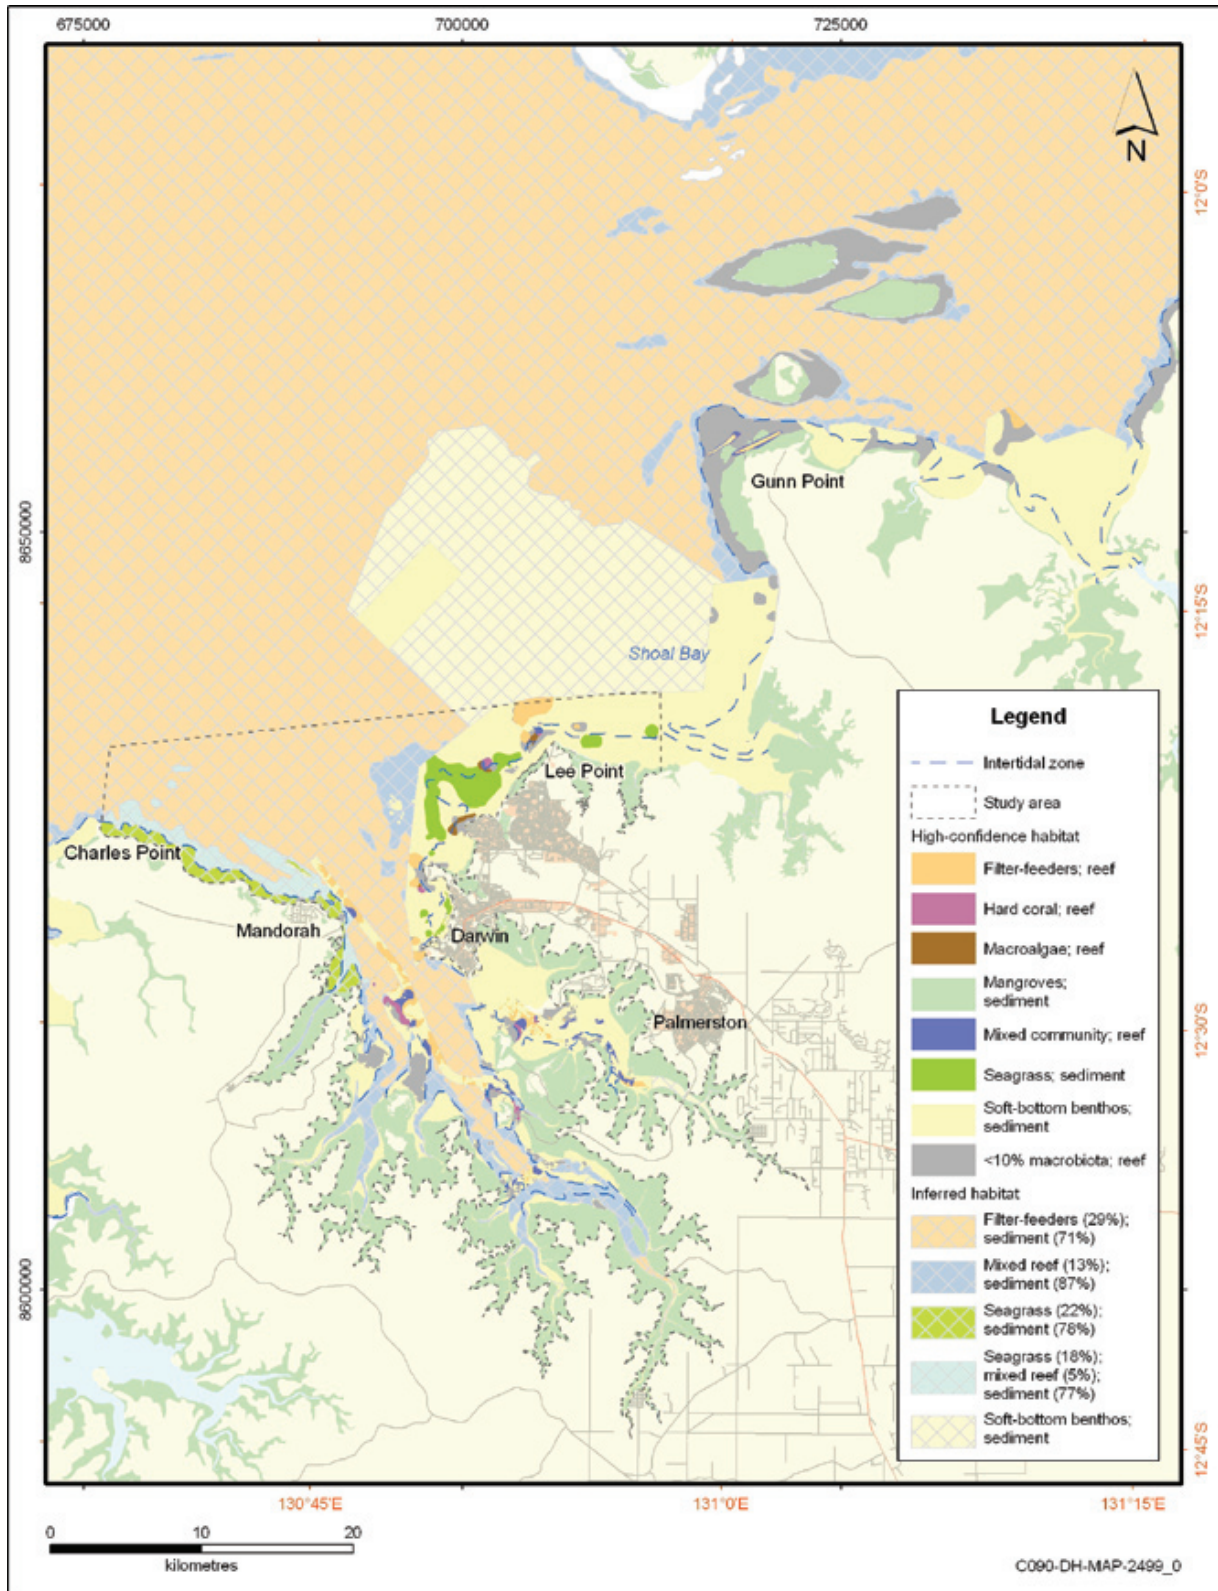 675000
700000
725000
N
12°0'S
Gunn Point
8650000
12°15'S
Shoal Bay
Lee Point
Charles Point
Mandorah
Darwin
Palmerston
12°30'S
8600000
12°45'S
Legend
Intertidal zone
Study area
High-confidence habitat
Filter-feeders; reef
Hard coral; reef
Macroalgae; reef
Mangroves;
sediment
Mixed community; reef
Seagrass; sediment
Soft-bottom benthos;
sediment
<10% macrobiota; reef
Inferred habitat
Filter-feeders (29%);
sediment (71%)
Mixed reef (13%);
sediment (87%)
Seagrass (22%);
sediment (78%)
Seagrass (18%);
mixed reef (5%);
sediment (77%)
Soft-bottom benthos;
sediment
130°45'E
131°0'E
131°15'E
0 10 20
kilometres
C090-DH-MAP-2499_0